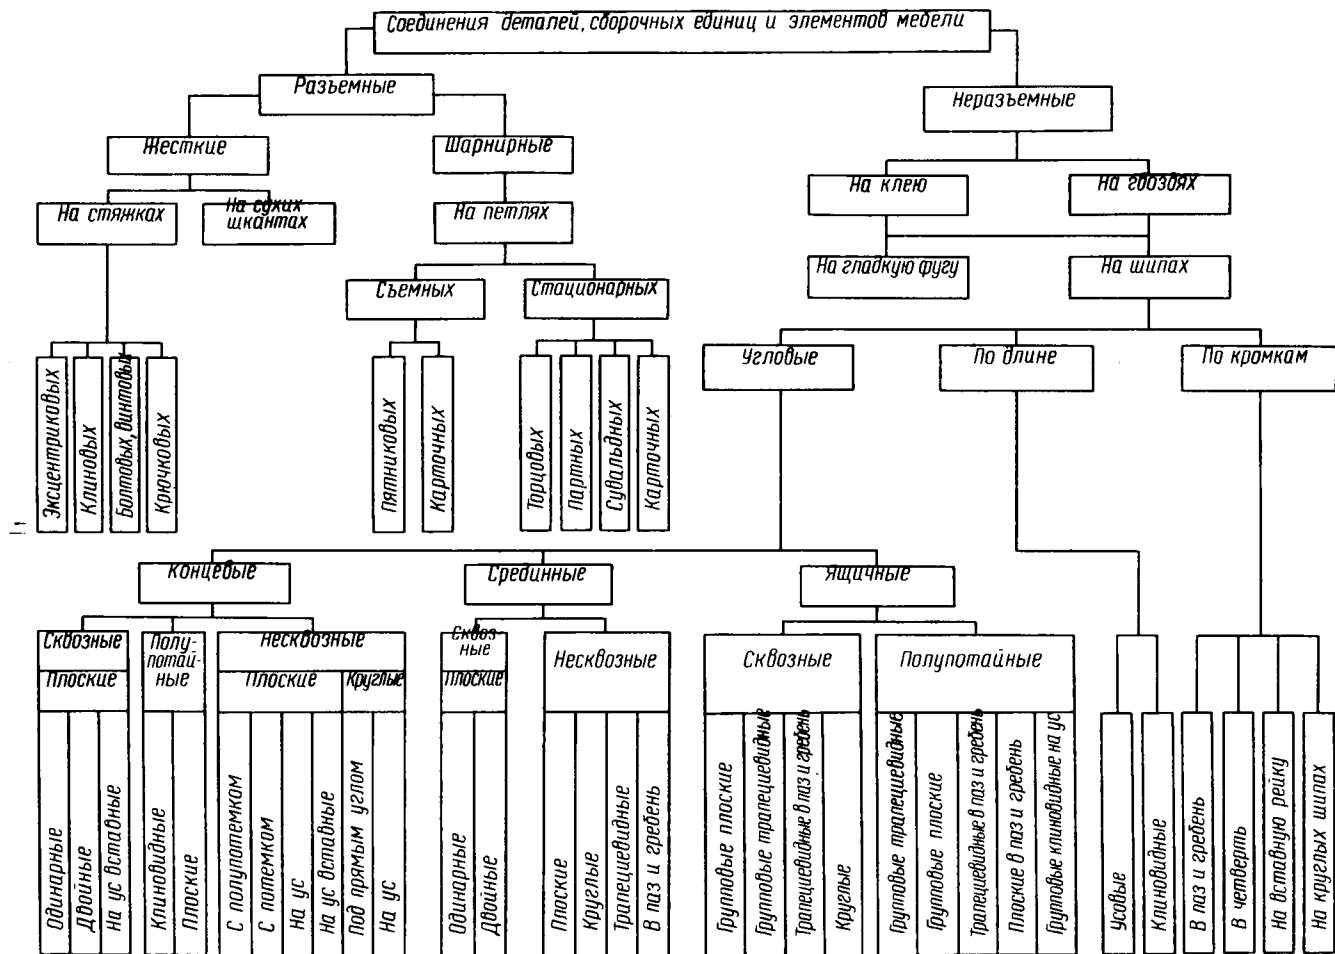 Соединения деталей, сборочных единиц и элементов мебели
Разъемные
Неразъемные
Жесткие
Шарнирные
На клею
На гвоздях
На стяжках
На сухих
шкантах
На петлях
На гладкую фугу
На шипах
Съемных
Стационарных
Угловые
По длине
По кромкам
Эксцентриковых
Клиновых
Болтовых, винтовых
Крючковых
Пятниковых
Карточных
Торцовых
Партных
Сувальдных
Карточных
Концевые
Срединные
Ящичные
Сквозные
Плоские
Полу-
потай-
ные
Несквозные
Плоские
Круглые
Сквоз-
ные
Плоские
Несквозные
Сквозные
Полупотайные
Одинарные
Двойные
На ус вставные
Клиновидные
Плоские
С полупотемком
С потемком
На ус
На ус вставные
Под прямым углом
На ус
Одинарные
Двойные
Плоские
Круглые
Трапециевидные
В паз и гребень
Групповые плоские
Групповые трапециевидные
Трапециевидные в паз и гребень
Круглые
Групповые трапециевидные
Групповые плоские
Трапециевидные в паз и гребень
Плоские в паз и гребень
Групповые клиновидные на ус
Усовые
Клиновидные
В паз и гребень
В четверть
На вставную рейку
На круглых шипах